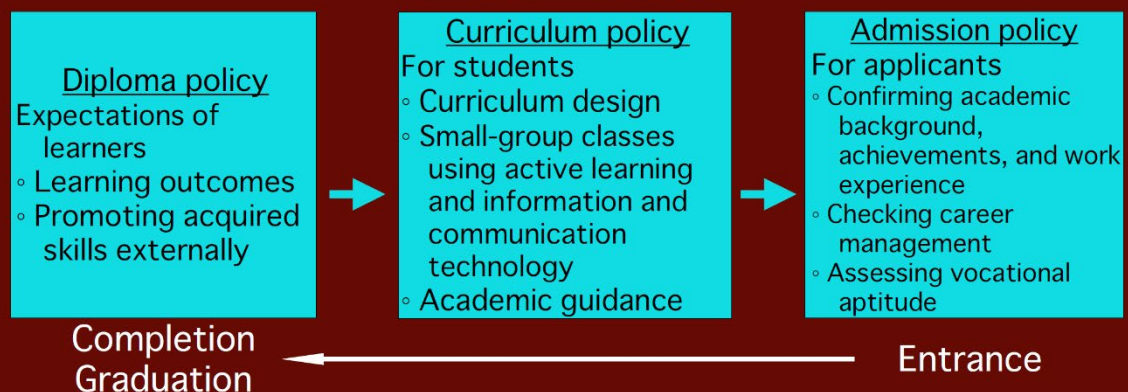 Diploma policy
Expectations of
learners
◦ Learning outcomes
◦ Promoting acquired
skills externally
Curriculum policy
For students
◦ Curriculum design
◦ Small-group classes
using active learning
and information and
communication
technology
◦ Academic guidance
Admission policy
For applicants
◦ Confirming academic
background,
achievements, and work
experience
◦ Checking career
management
◦ Assessing vocational
aptitude
Completion
Graduation
Entrance